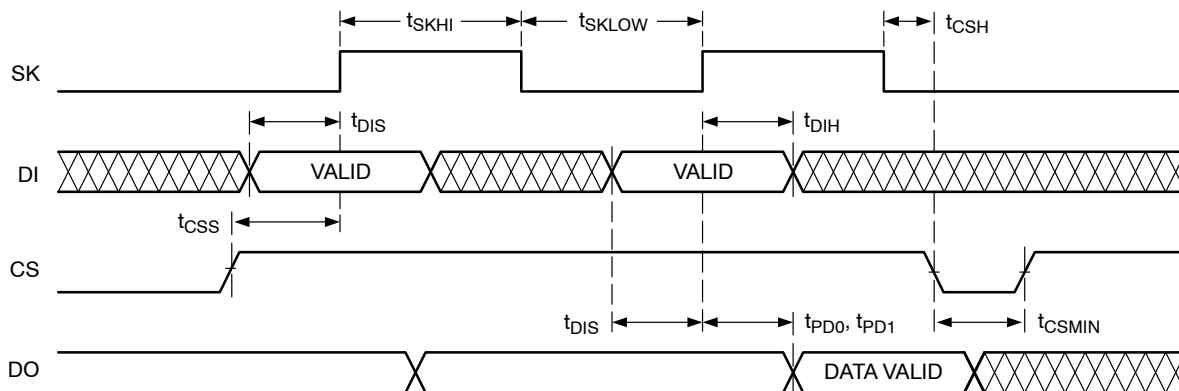 tSKHI
tSKLOW
tCSH
SK
tDIS
tDIH
DI
VALID
VALID
tCSS
CS
tDIS
tPD0, tPD1
tCSMIN
DO
DATA VALID